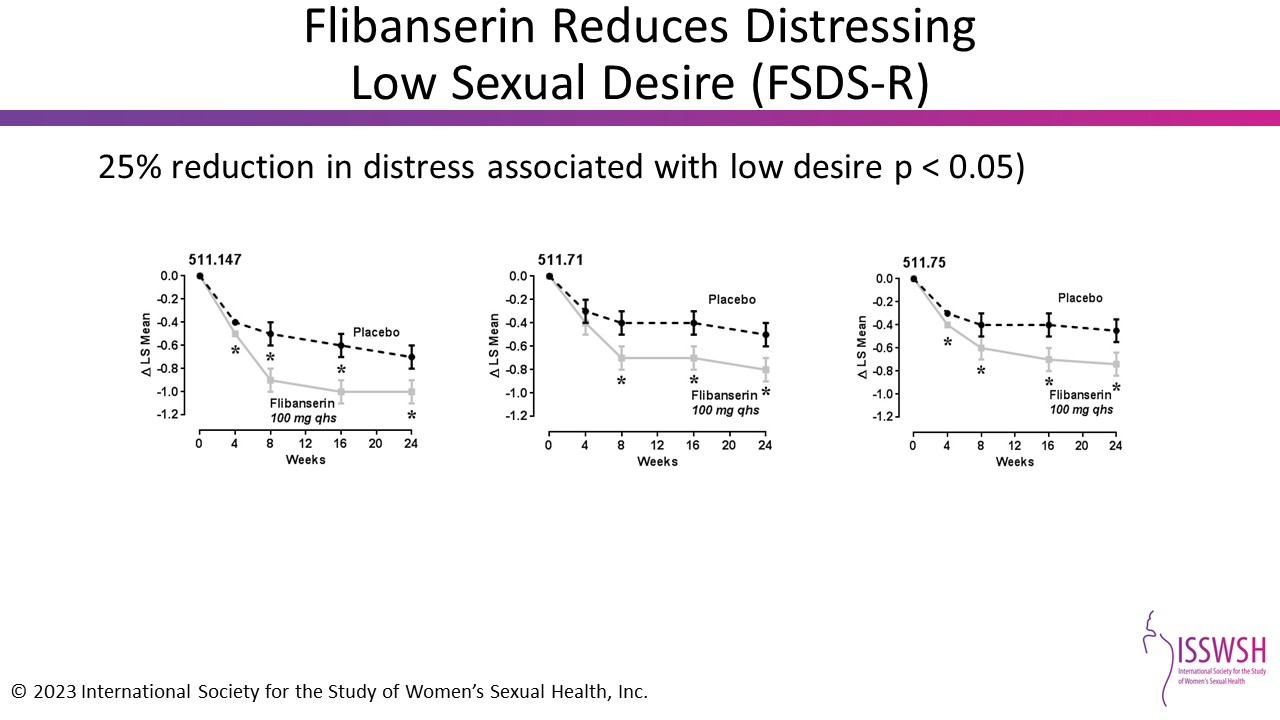 Flibanserin Reduces Distressing
Low Sexual Desire (FSDS-R)
25% reduction in distress associated with low desire p < 0.05)
511.147
0.0
-0.2
-0.4
-0.6
-0.8
-1.0
-1.2
Δ LS Mean
Placebo
*
*
*
*
Flibanserin
100 mg qhs
0 4 8 12 16 20 24
Weeks
511.71
0.0
-0.2
-0.4
-0.6
-0.8
-1.0
-1.2
Δ LS Mean
Placebo
*
*
*
Flibanserin
100 mg qhs
0 4 8 12 16 20 24
Weeks
511.75
0.0
-0.2
-0.4
-0.6
-0.8
-1.0
-1.2
Δ LS Mean
Placebo
*
*
*
*
Flibanserin
100 mg qhs
0 4 8 12 16 20 24
Weeks
ISSWSH
International Society for the Study
of Women's Sexual Health
© 2023 International Society for the Study of Women’s Sexual Health, Inc.